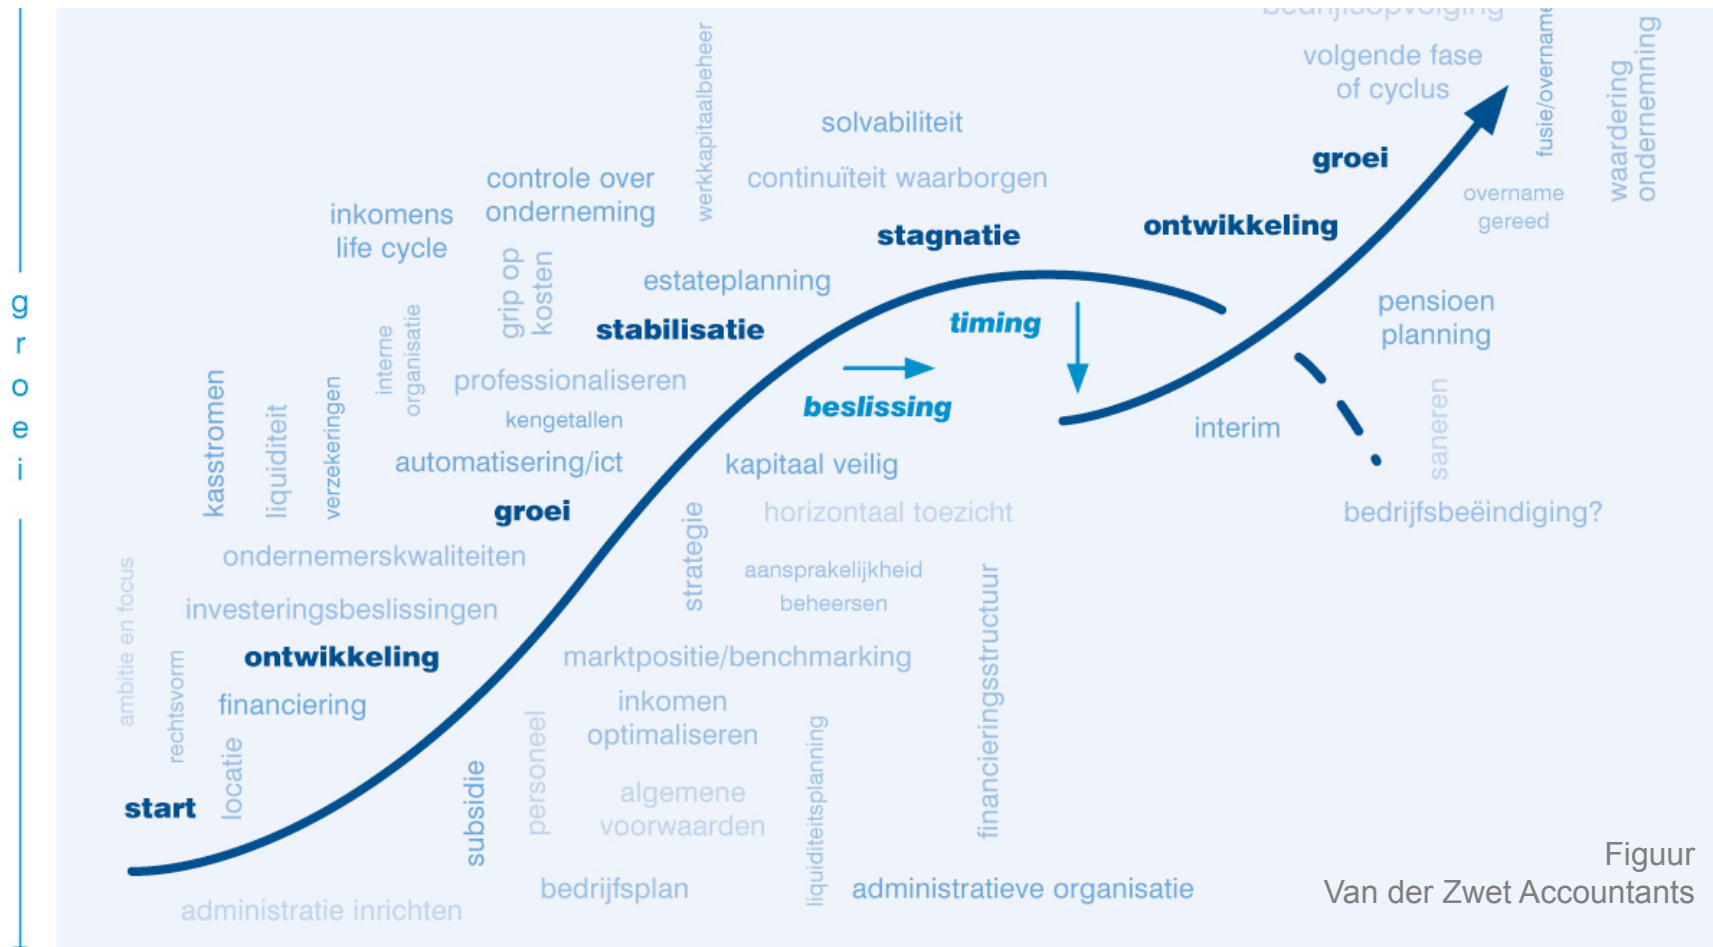 groei
bedrijfsopvolging
volgende fase
of cyclus
fusie/overname
waardering
ondernemning
werkkapitaalbeheer
solvabiliteit
groei
controle over
onderneming
continuïteit waarborgen
overname
gereed
inkomens
life cycle
stagnatie
ontwikkeling
grip op
kosten
estateplanning
pensioen
planning
stabilisatie
timing
interne
organisatie
professionaliseren
beslissing
kasstromen
liquiditeit
verzekeringen
kengetallen
interim
saneren
automatisering/ict
kapitaal veilig
groei
horizontaal toezicht
bedrijfsbeëindiging?
ondernemerskwaliteiten
strategie
aansprakelijkheid
beheersen
ambitie en focus
investeringsbeslissingen
financieringsstructuur
ontwikkeling
marktpositie/benchmarking
rechtsvorm
financiering
inkomen
optimaliseren
locatie
personeel
liquiditeitsplanning
start
subsidie
algemene
voorwaarden
Figuur
Van der Zwet Accountants
bedrijfsplan
administratieve organisatie
administratie inrichten